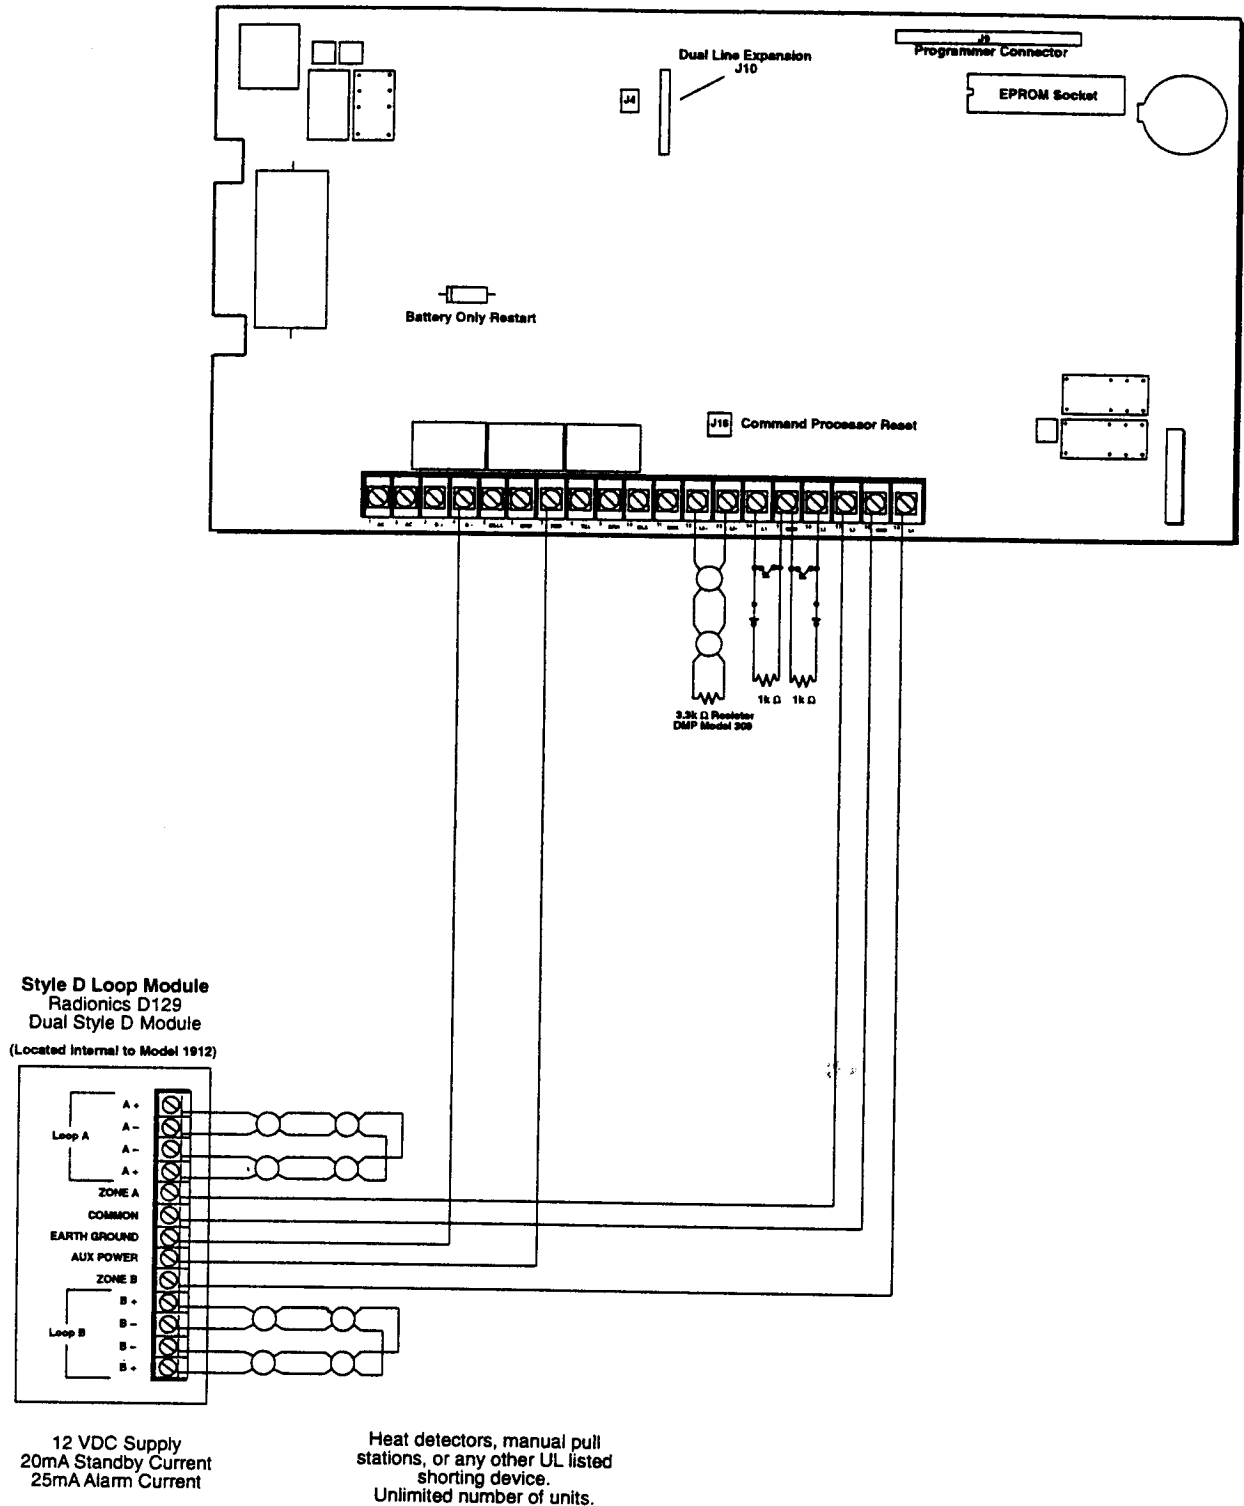 J9
Programmer Connector
Dual Line Expansion
J10
J4
EPROM Socket
Battery Only Restart
J16
Command Processor Reset
1k Ω
1k Ω
3.3k Ω Resistor
DMP Model 309
Style D Loop Module
Radionics D129
Dual Style D Module
(Located Internal to Model 1912)
Loop A
A +
A –
A –
A +
ZONE A
COMMON
EARTH GROUND
AUX POWER
ZONE B
Loop B
B +
B –
B –
B +
12 VDC Supply
20mA Standby Current
25mA Alarm Current
Heat detectors, manual pull
stations, or any other UL listed
shorting device.
Unlimited number of units.